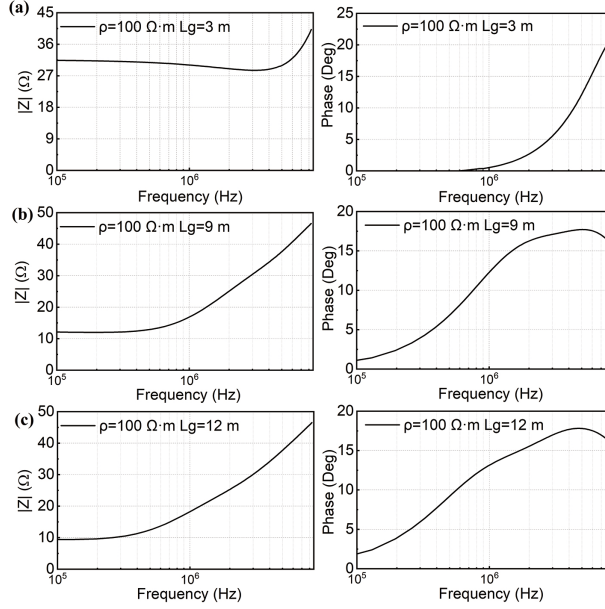 (a)
ρ=100 Ω·m Lg=3 m
|Z| (Ω)
45
36
27
18
9
0
10^5
10^6
Frequency (Hz)
ρ=100 Ω·m Lg=3 m
Phase (Deg)
25
20
15
10
5
0
10^5
10^6
Frequency (Hz)
(b)
ρ=100 Ω·m Lg=9 m
|Z| (Ω)
50
40
30
20
10
0
10^5
10^6
Frequency (Hz)
ρ=100 Ω·m Lg=9 m
Phase (Deg)
20
15
10
5
0
10^5
10^6
Frequency (Hz)
(c)
ρ=100 Ω·m Lg=12 m
|Z| (Ω)
50
40
30
20
10
0
10^5
10^6
Frequency (Hz)
ρ=100 Ω·m Lg=12 m
Phase (Deg)
20
15
10
5
0
10^5
10^6
Frequency (Hz)